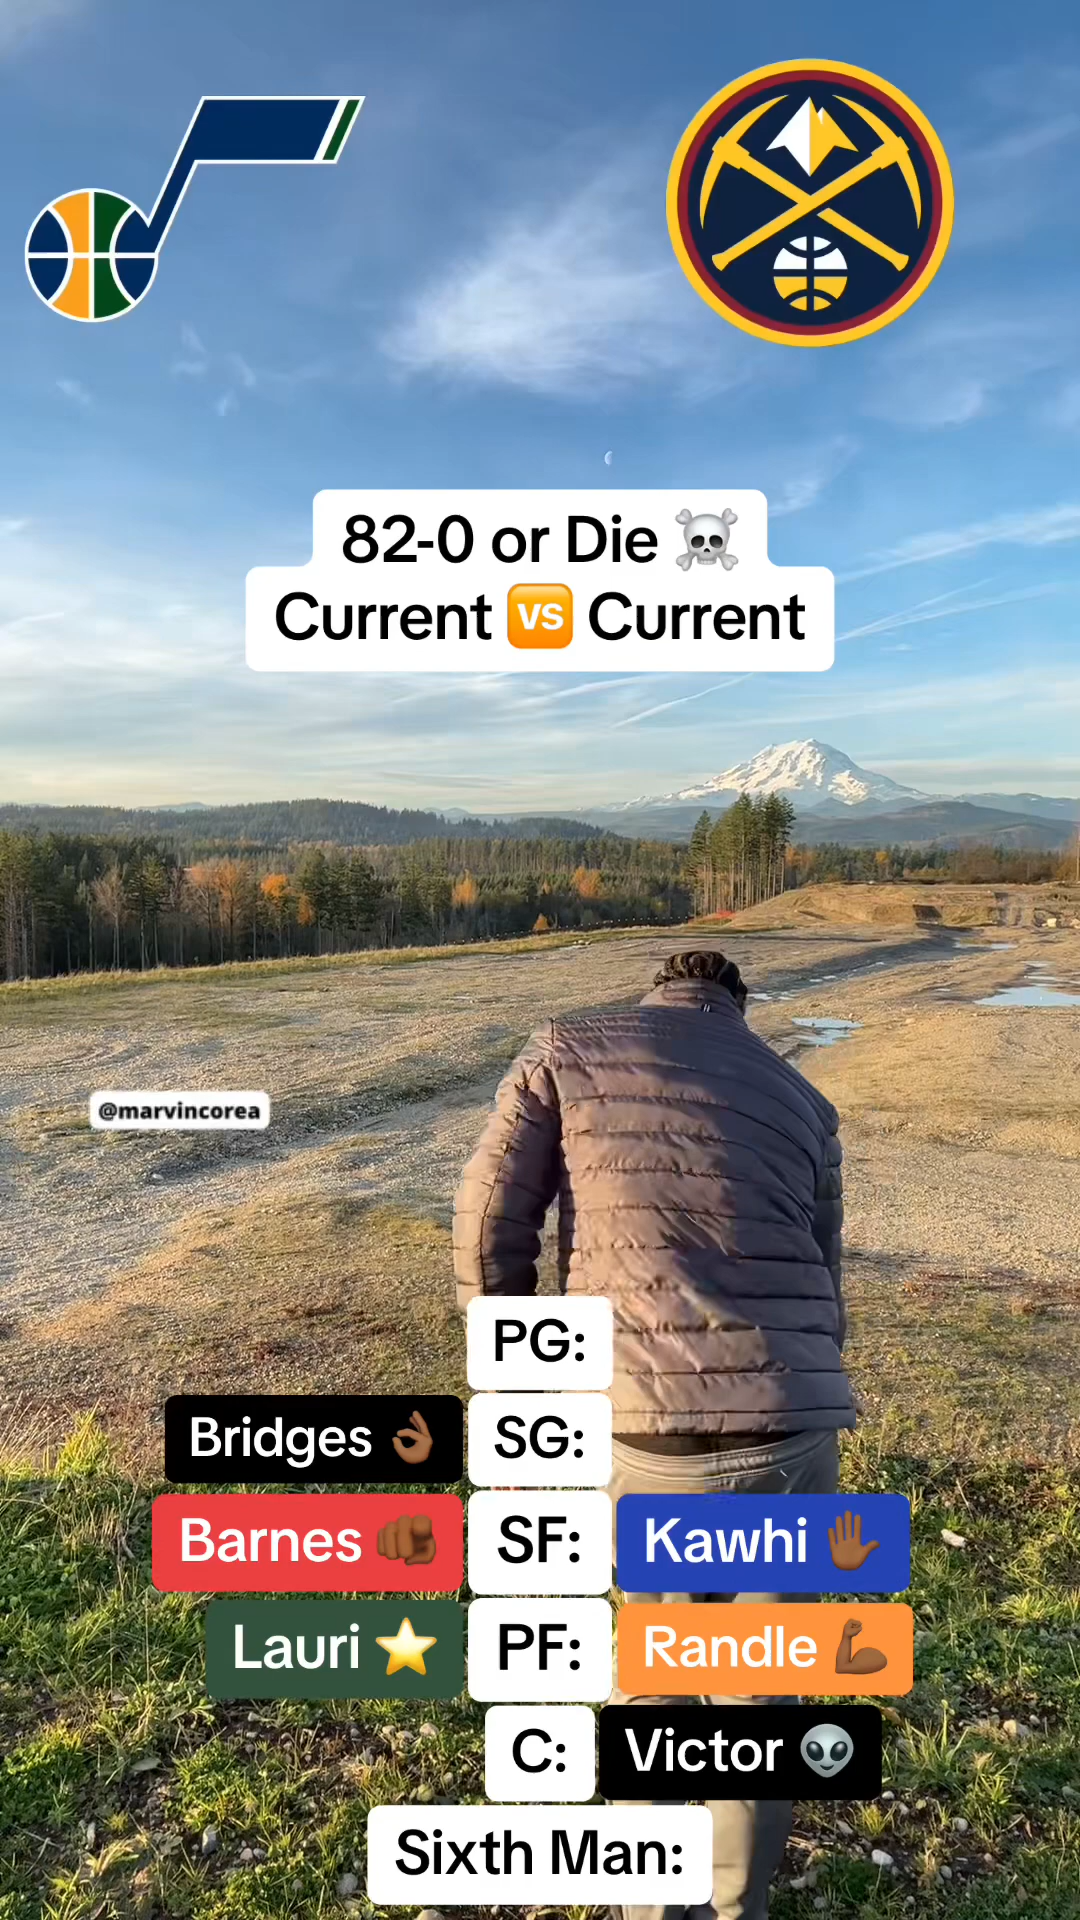 82-0 or Die ☠️
Current 🆚 Current
@marvincorea
PG:
Bridges 👌🏾 SG:
Barnes 🫵🏾 SF: Kawhi 🤚🏾
Lauri ⭐ PF: Randle 💪🏾
C: Victor 👽
Sixth Man: